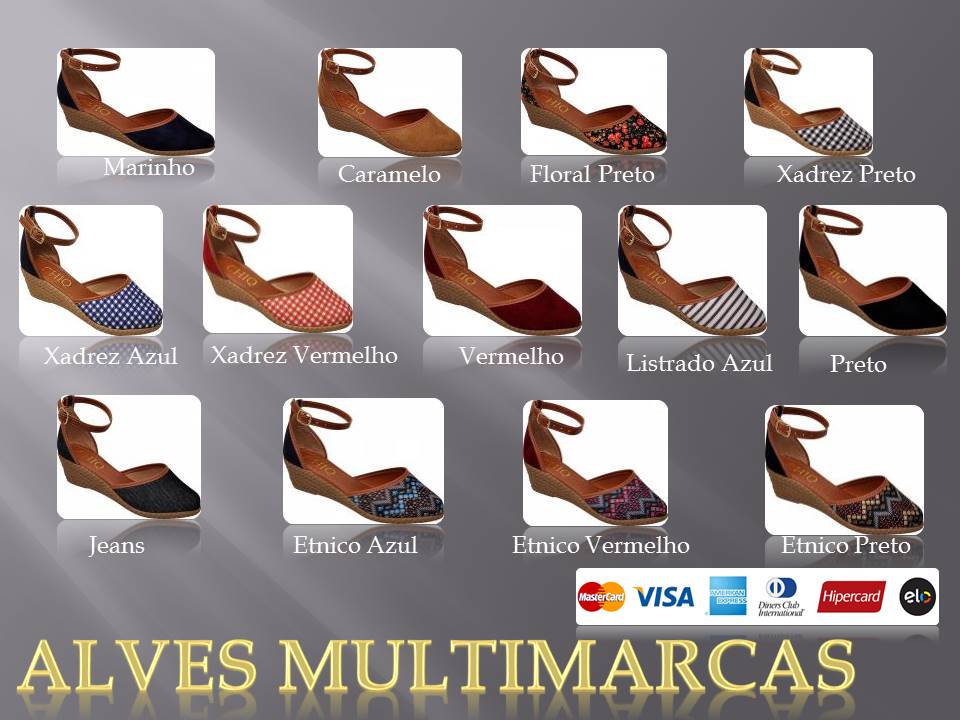 Marinho
Caramelo
Floral Preto
Xadrez Preto
Xadrez Azul
Xadrez Vermelho
Vermelho
Listrado Azul
Preto
Jeans
Etnico Azul
Etnico Vermelho
Etnico Preto
MasterCard
VISA
AMERICAN EXPRESS
Diners Club International
Hipercard
elo
ALVES MULTIMARCAS